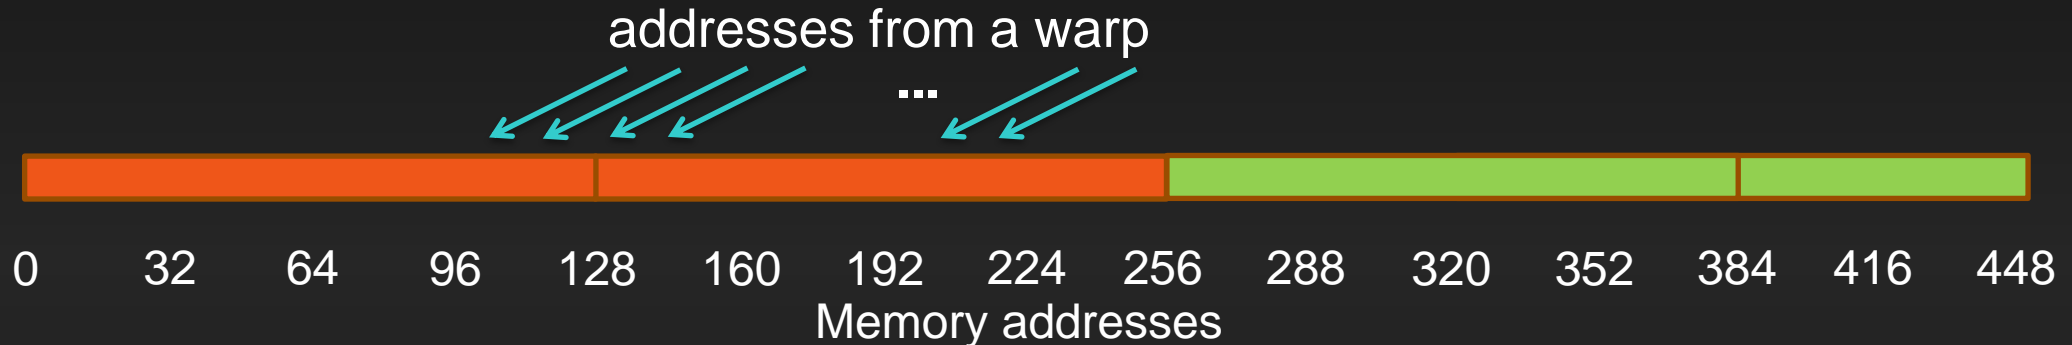 addresses from a warp
...
0 32 64 96 128 160 192 224 256 288 320 352 384 416 448
Memory addresses